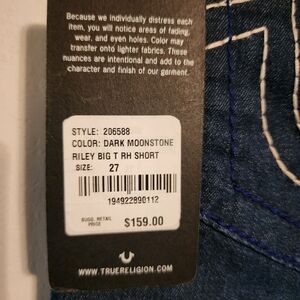 Because we individually distress each
item, you will notice areas of fading,
wear, and even holes. Color may
transfer onto lighter fabrics. These
nuances are intentional and add to the
character and finish of our garment.
STYLE: 206588
COLOR: DARK MOONSTONE
RILEY BIG T RH SHORT
SIZE: 27
194922890112
SUGG. RETAIL
PRICE
$159.00
WWW.TRUERELIGION.COM